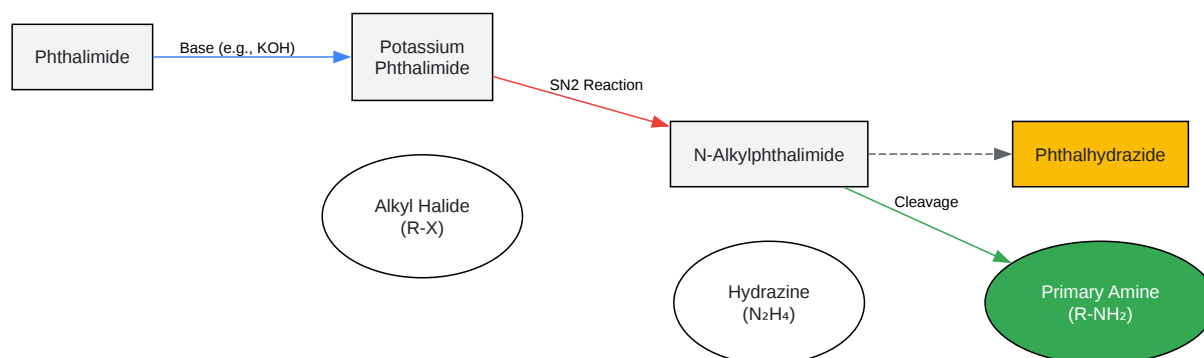 Phthalimide
Base (e.g., KOH)
Potassium
Phthalimide
SN2 Reaction
N-Alkylphthalimide
Phthalhydrazide
Alkyl Halide
(R-X)
Cleavage
Hydrazine
(N₂H₄)
Primary Amine
(R-NH₂)